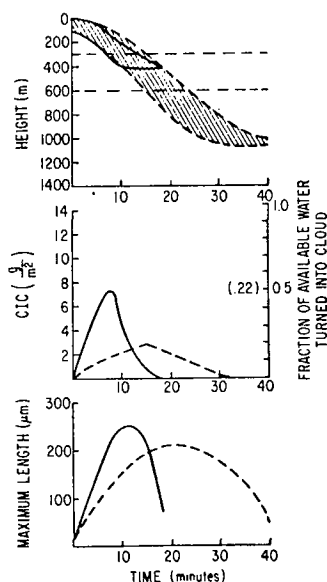 HEIGHT (m)
0
200
400
600
800
1000
1200
1400
10 20 30 40
CIC (g/m²)
14
12
10
8
6
4
2
10 20 30 40
1.0
(.22) 0.5
FRACTION OF AVAILABLE WATER
TURNED INTO CLOUD
MAXIMUM LENGTH (μm)
300
200
100
10 20 30 40
TIME (minutes)